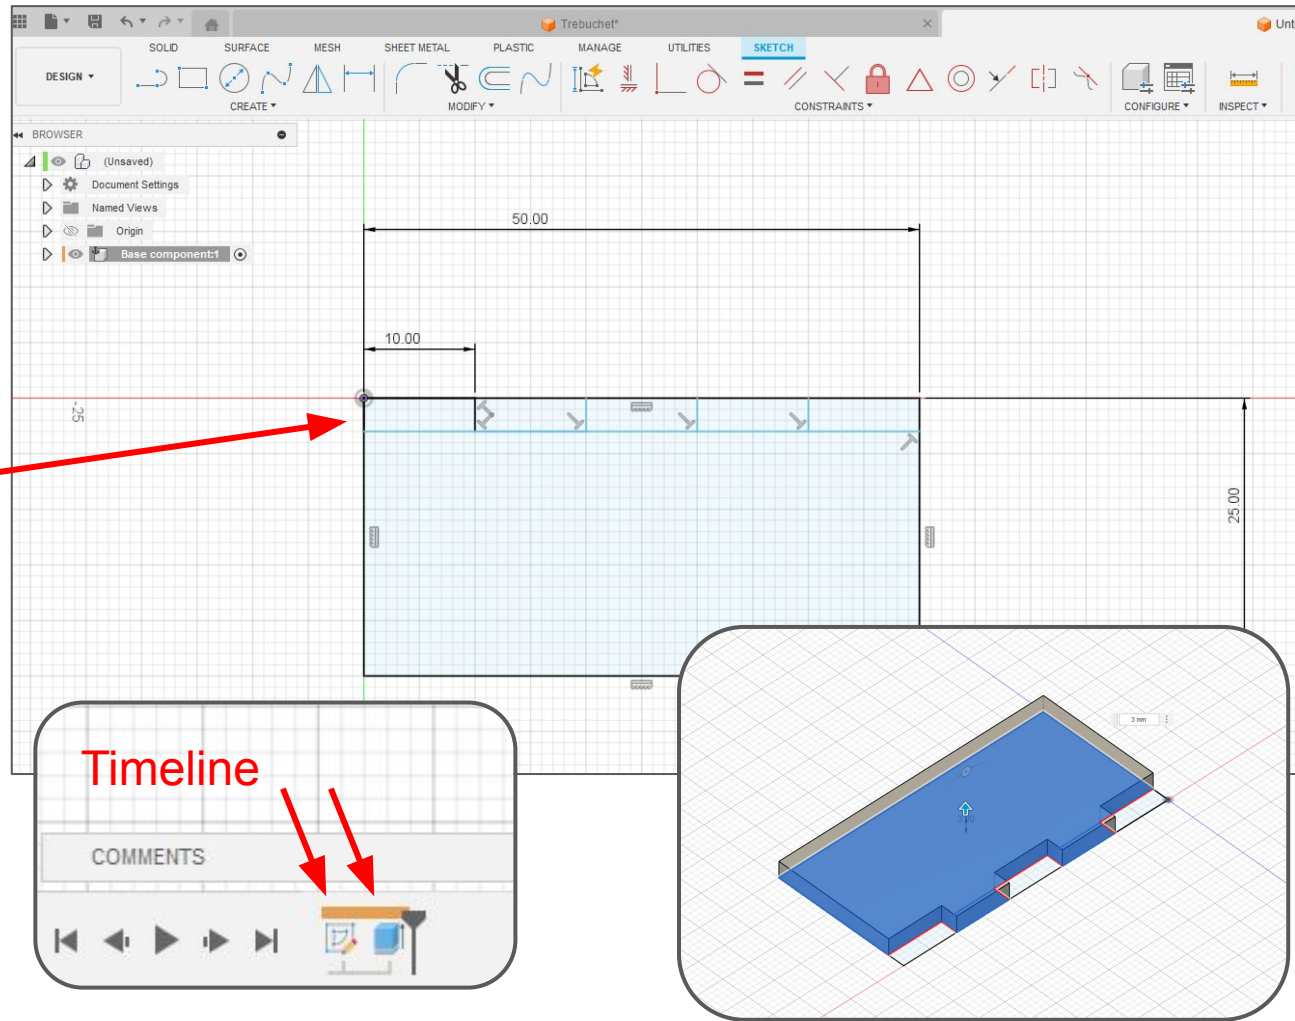 Trebuchet*
Unt
SOLID SURFACE MESH SHEET METAL PLASTIC MANAGE UTILITIES SKETCH
DESIGN
CREATE MODIFY CONSTRAINTS CONFIGURE INSPECT
BROWSER
(Unsaved)
Document Settings
Named Views
Origin
Base component:1
50.00
10.00
-25
25.00
3 mm
Timeline
COMMENTS